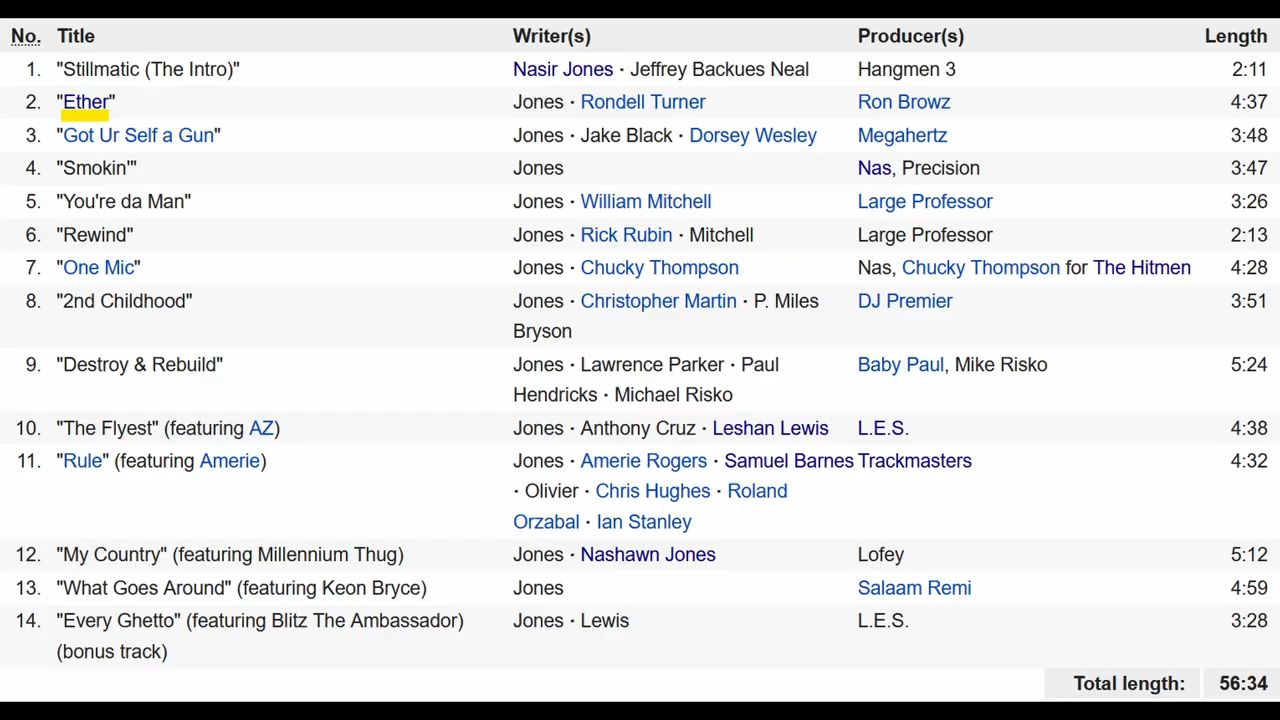 No. Title Writer(s) Producer(s) Length
1. "Stillmatic (The Intro)" Nasir Jones · Jeffrey Backues Neal Hangmen 3 2:11
2. "Ether" Jones · Rondell Turner Ron Browz 4:37
3. "Got Ur Self a Gun" Jones · Jake Black · Dorsey Wesley Megahertz 3:48
4. "Smokin'" Jones Nas, Precision 3:47
5. "You're da Man" Jones · William Mitchell Large Professor 3:26
6. "Rewind" Jones · Rick Rubin · Mitchell Large Professor 2:13
7. "One Mic" Jones · Chucky Thompson Nas, Chucky Thompson for The Hitmen 4:28
8. "2nd Childhood" Jones · Christopher Martin · P. Miles DJ Premier 3:51
Bryson
9. "Destroy & Rebuild" Jones · Lawrence Parker · Paul Baby Paul, Mike Risko 5:24
Hendricks · Michael Risko
10. "The Flyest" (featuring AZ) Jones · Anthony Cruz · Leshan Lewis L.E.S. 4:38
11. "Rule" (featuring Amerie) Jones · Amerie Rogers · Samuel Barnes Trackmasters 4:32
· Olivier · Chris Hughes · Roland
Orzabal · Ian Stanley
12. "My Country" (featuring Millennium Thug) Jones · Nashawn Jones Lofey 5:12
13. "What Goes Around" (featuring Keon Bryce) Jones Salaam Remi 4:59
14. "Every Ghetto" (featuring Blitz The Ambassador) Jones · Lewis L.E.S. 3:28
(bonus track)
Total length: 56:34